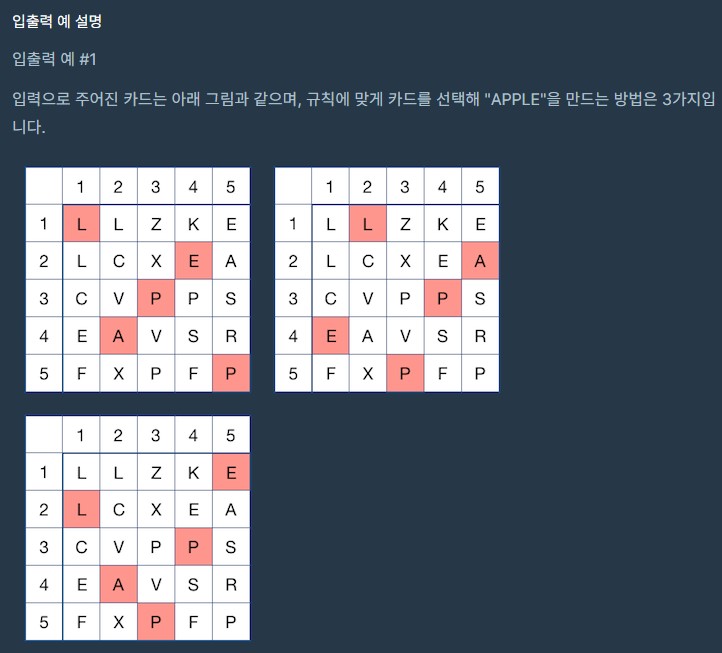 입출력 예 설명
입출력 예 #1
입력으로 주어진 카드는 아래 그림과 같으며, 규칙에 맞게 카드를 선택해 "APPLE"을 만드는 방법은 3가지입
니다.
1 2 3 4 5
1 L L Z K E
2 L C X E A
3 C V P P S
4 E A V S R
5 F X P F P
1 2 3 4 5
1 L L Z K E
2 L C X E A
3 C V P P S
4 E A V S R
5 F X P F P
1 2 3 4 5
1 L L Z K E
2 L C X E A
3 C V P P S
4 E A V S R
5 F X P F P